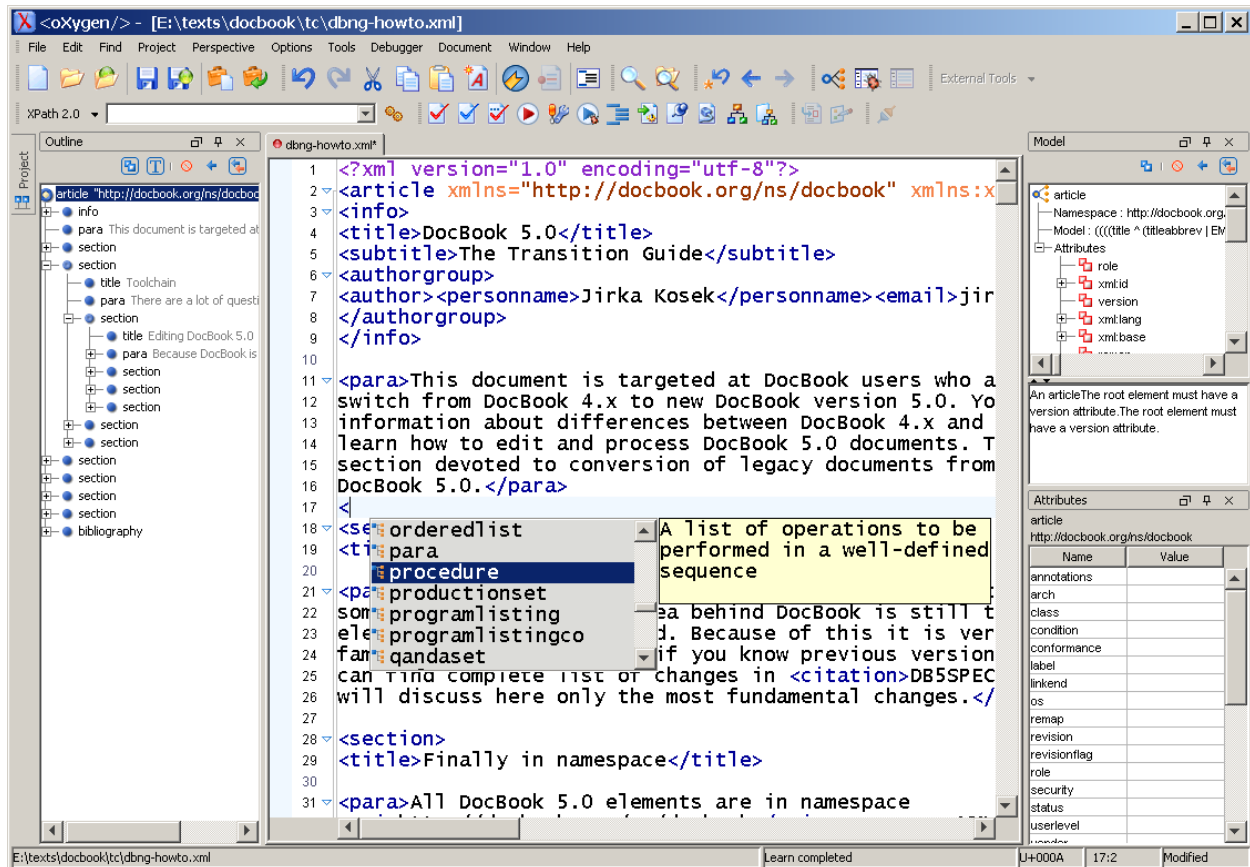 <oXygen/> - [E:\texts\docbook\tc\dbng-howto.xml]
File Edit Find Project Perspective Options Tools Debugger Document Window Help
External Tools
XPath 2.0
Project
Outline
article "http://docbook.org/ns/docboo
info
para This document is targeted at
section
section
title Toolchain
para There are a lot of questi
section
title Editing DocBook 5.0
para Because DocBook is
section
section
section
section
section
section
section
section
section
bibliography
dbng-howto.xml*
1 <?xml version="1.0" encoding="utf-8"?>
2 <article xmlns="http://docbook.org/ns/docbook" xmlns:x
3 <info>
4 <title>DocBook 5.0</title>
5 <subtitle>The Transition Guide</subtitle>
6 <authorgroup>
7 <author><personname>Jirka Kosek</personname><email>jir
8 </authorgroup>
9 </info>
10
11 <para>This document is targeted at DocBook users who a
12 switch from DocBook 4.x to new DocBook version 5.0. Yo
13 information about differences between DocBook 4.x and
14 learn how to edit and process DocBook 5.0 documents. T
15 section devoted to conversion of legacy documents from
16 DocBook 5.0.</para>
17 <
18 <se
19 <ti
20
21 <pa
22 som ea behind DocBook is still t
23 ele d. Because of this it is ver
24 fam if you know previous version
25 can find complete list of changes in <citation>DB5SPEC
26 will discuss here only the most fundamental changes.</
27
28 <section>
29 <title>Finally in namespace</title>
30
31 <para>All DocBook 5.0 elements are in namespace
orderedlist
para
procedure
productionset
programlisting
programlistingco
qandaset
A list of operations to be
performed in a well-defined
sequence
Model
article
Namespace : http://docbook.org.
Model : ((((title ^ (titleabbrev | EM
Attributes
role
xml:id
version
xml:lang
xml:base
An articleThe root element must have a
version attribute.The root element must
have a version attribute.
Attributes
article
http://docbook.org/ns/docbook
Name Value
annotations
arch
class
condition
conformance
label
linkend
os
remap
revision
revisionflag
role
security
status
userlevel
E:\texts\docbook\tc\dbng-howto.xml
Learn completed
U+000A
17:2
Modified